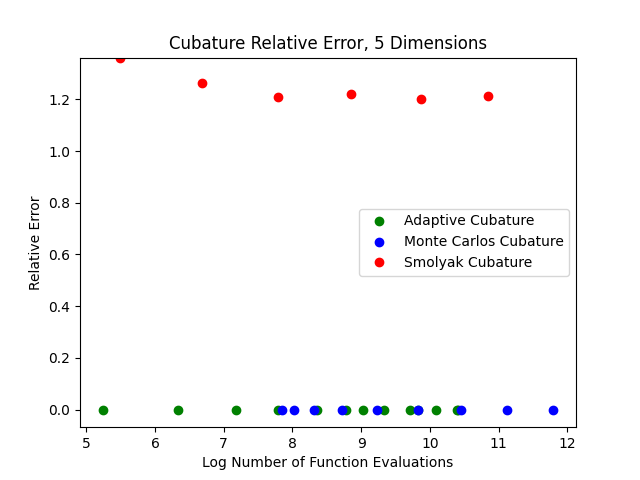 Cubature Relative Error, 5 Dimensions
1.2
1.0
0.8
0.6
0.4
0.2
0.0
Relative Error
Adaptive Cubature
Monte Carlos Cubature
Smolyak Cubature
5 6 7 8 9 10 11 12
Log Number of Function Evaluations